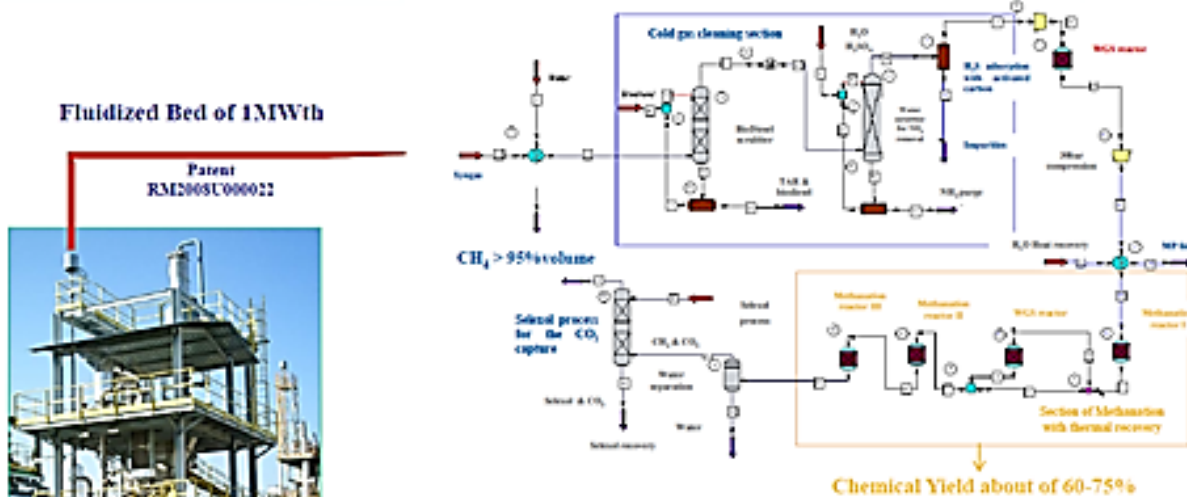 Fluidized Bed of 1MWth
Patent
RM2008U000022
Water
Syngas
Cold gas cleaning section
BioDiesel
scrubber
TAR &
biodiesel
H₂O
H₂SO₄
Water
for NH₃
removal
NH₃ purge
H₂S adsorption
with activated
carbon
Impurities
WGS reactor
compression
H₂O Heat recovery
CH₄ > 95%volume
Selexol process
for the CO₂
capture
Selexol
process
CH₄ & CO₂
Water
separation
Selexol & CO₂
Selexol recovery
Water
Methanation
reactor III
Methanation
reactor II
WGS reactor
Methanation
reactor I
Section of Methanation
with thermal recovery
Chemical Yield about of 60-75%